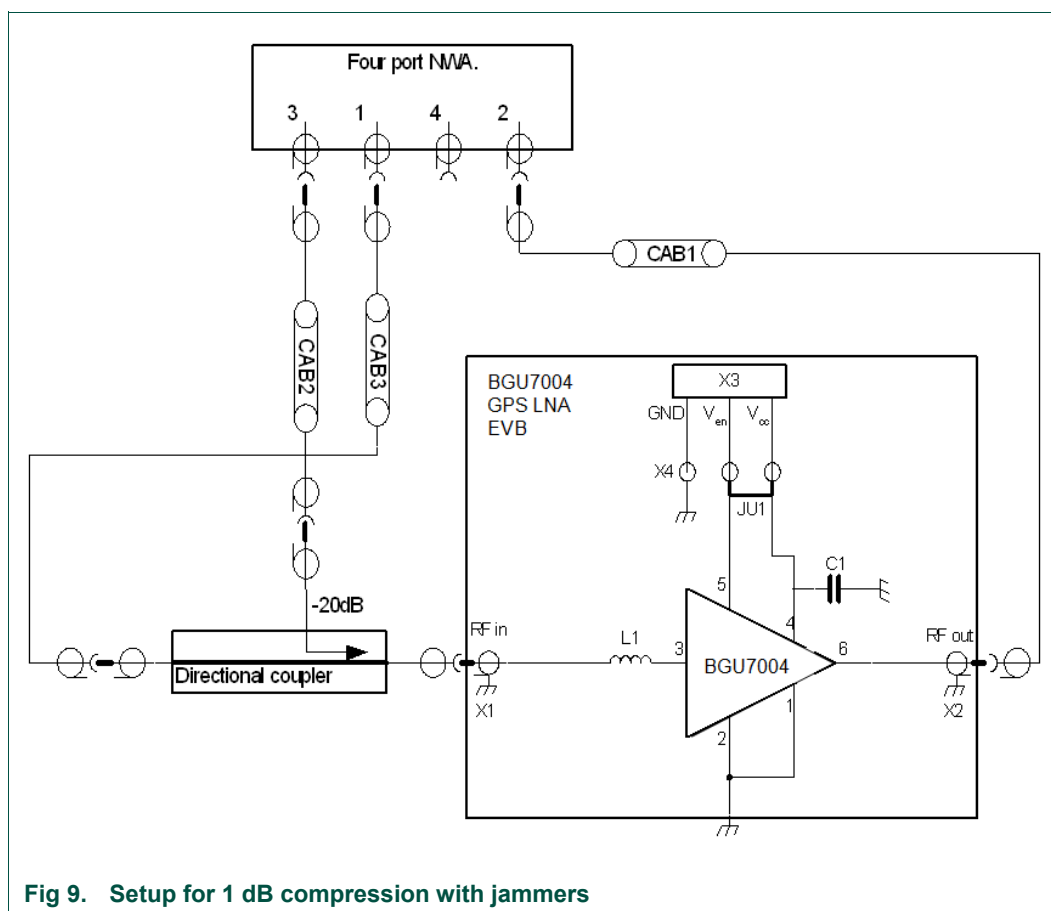 Four port NWA.
3 1 4 2
CAB1
CAB2
CAB3
BGU7004
GPS LNA
EVB
X3
GND
Ven
Vcc
X4
JU1
C1
5
-20dB
4
RF in
L1
RF out
3
6
BGU7004
Directional coupler
X1
1
X2
2
Fig 9. Setup for 1 dB compression with jammers